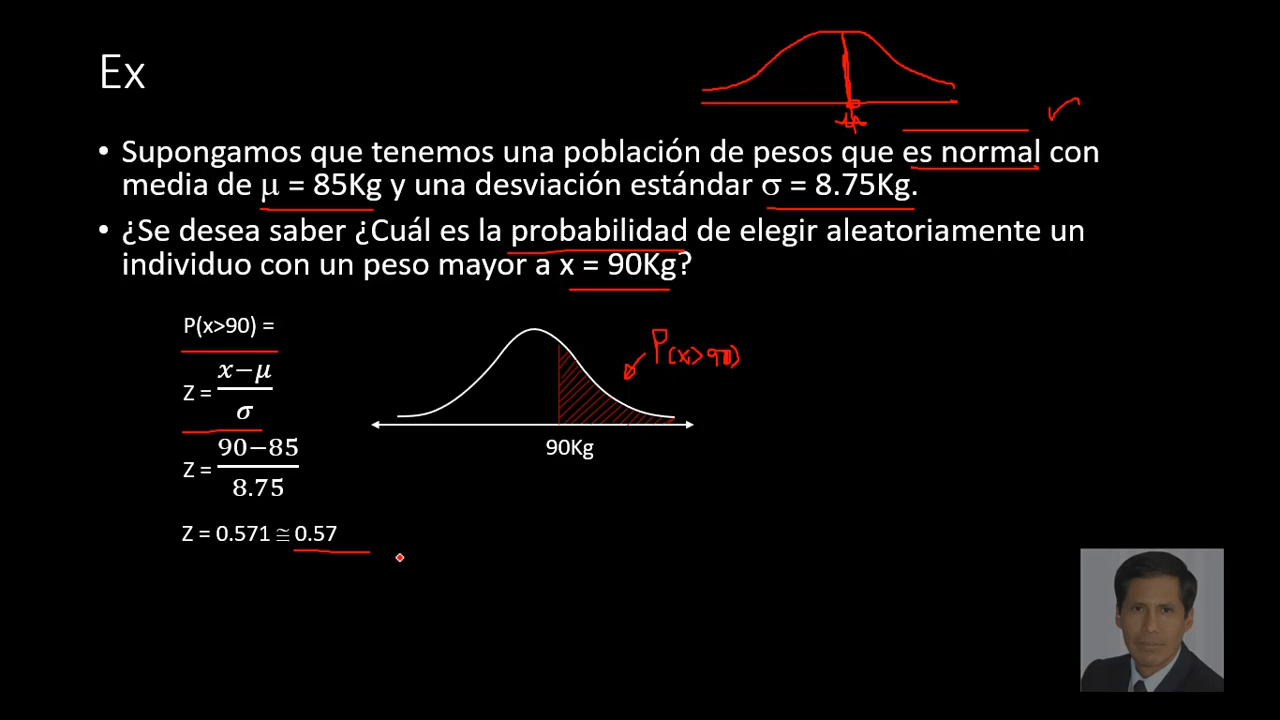 Ex
• Supongamos que tenemos una población de pesos que es normal con
media de μ = 85Kg y una desviación estándar σ = 8.75Kg.
• ¿Se desea saber ¿Cuál es la probabilidad de elegir aleatoriamente un
individuo con un peso mayor a x = 90Kg?
P(x>90) =
Z = x−μ / σ
Z = 90−85 / 8.75
Z = 0.571 ≅ 0.57
P(x>90)
90Kg